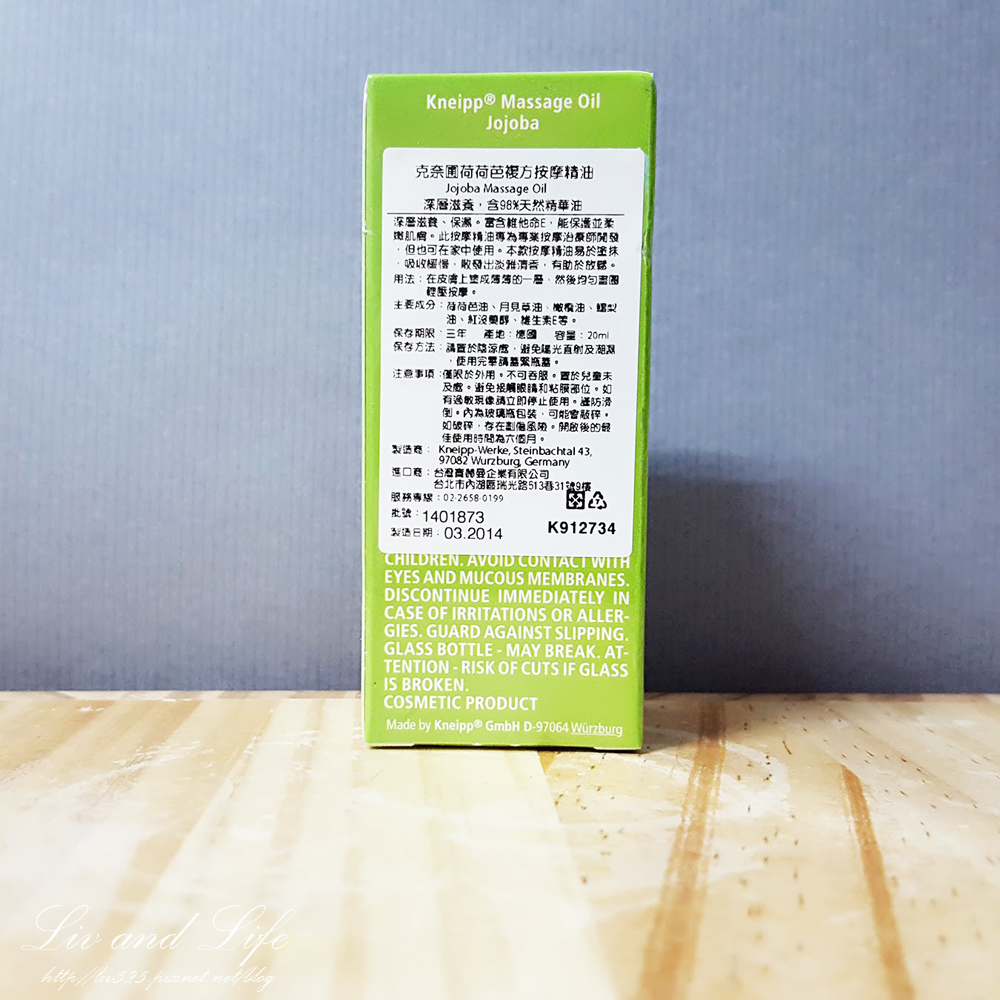 Kneipp® Massage Oil
Jojoba
克奈圃荷荷芭複方按摩精油
Jojoba Massage Oil
深層滋養，含98%天然精華油
深層滋養、保濕。富含維他命E，能保護並柔
嫩肌膚。此按摩精油專為專業按摩治療師開發
，但也可在家中使用。本款按摩精油易於塗抹
，吸收緩慢，散發出淡雅清香，有助於放鬆。
用法：在皮膚上塗成薄薄的一層，然後均勻畫圈
輕壓按摩。
主要成分：荷荷芭油、月見草油、橄欖油、鱷梨
油、紅沒藥醇、維生素E等。
保存期限：三年 產地：德國 容量：20ml
保存方法：請置於陰涼處，避免陽光直射及潮濕
，使用完畢請蓋緊瓶蓋。
注意事項：僅限於外用。不可吞服。置於兒童未
及處。避免接觸眼睛和粘膜部位。如
有過敏現像請立即停止使用。謹防滑
倒。內為玻璃瓶包裝，可能會敲碎。
如破碎，存在割傷風險。開啟後的最
佳使用時間為六個月。
製造商： Kneipp-Werke, Steinbachtal 43,
97082 Wurzburg, Germany
進口商：台灣喜赫曼企業有限公司
台北市內湖區瑞光路513巷31號9樓
服務專線：02-2658-0199
批號：1401873
製造日期：03.2014
K912734
CHILDREN. AVOID CONTACT WITH
EYES AND MUCOUS MEMBRANES.
DISCONTINUE IMMEDIATELY IN
CASE OF IRRITATIONS OR ALLER-
GIES. GUARD AGAINST SLIPPING.
GLASS BOTTLE - MAY BREAK. AT-
TENTION - RISK OF CUTS IF GLASS
IS BROKEN.
COSMETIC PRODUCT
Made by Kneipp® GmbH D-97064 Würzburg
Liv and Life
http://liv525.pixnet.net/blog